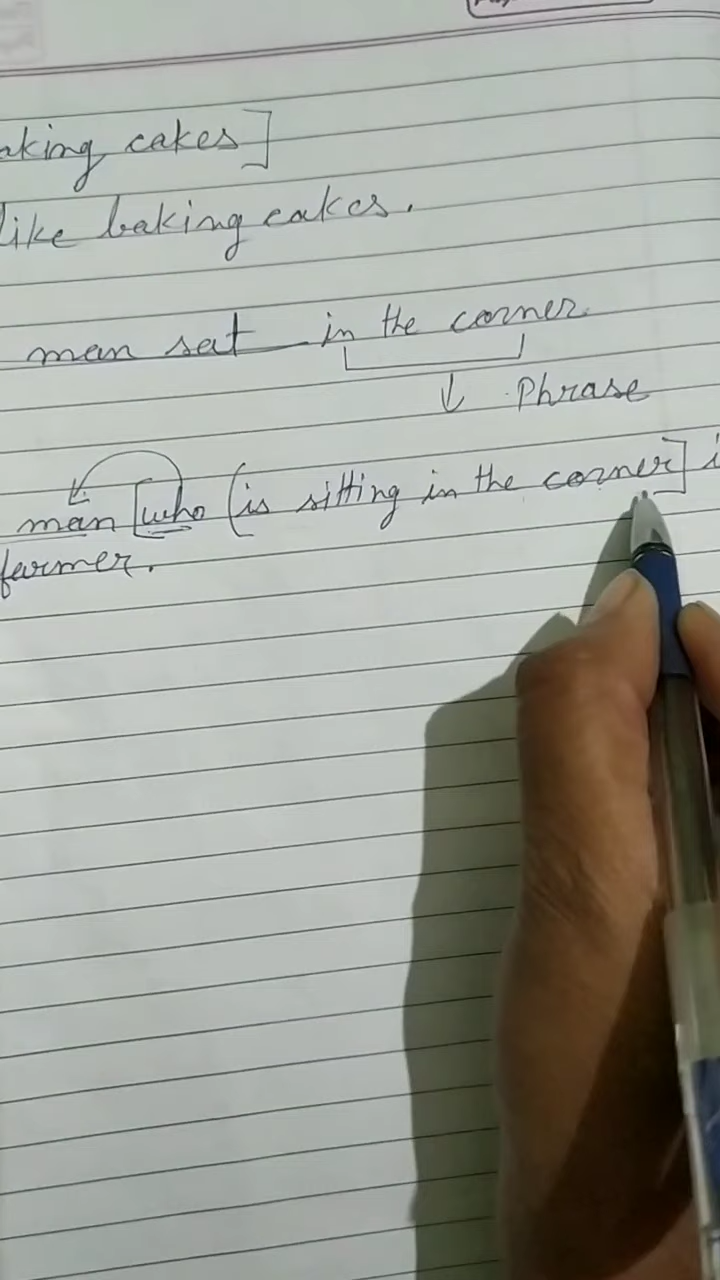 aking cakes]
like baking cakes.
man sat in the corner.
↓ Phrase
man [who (is sitting in the corner] i
farmer.